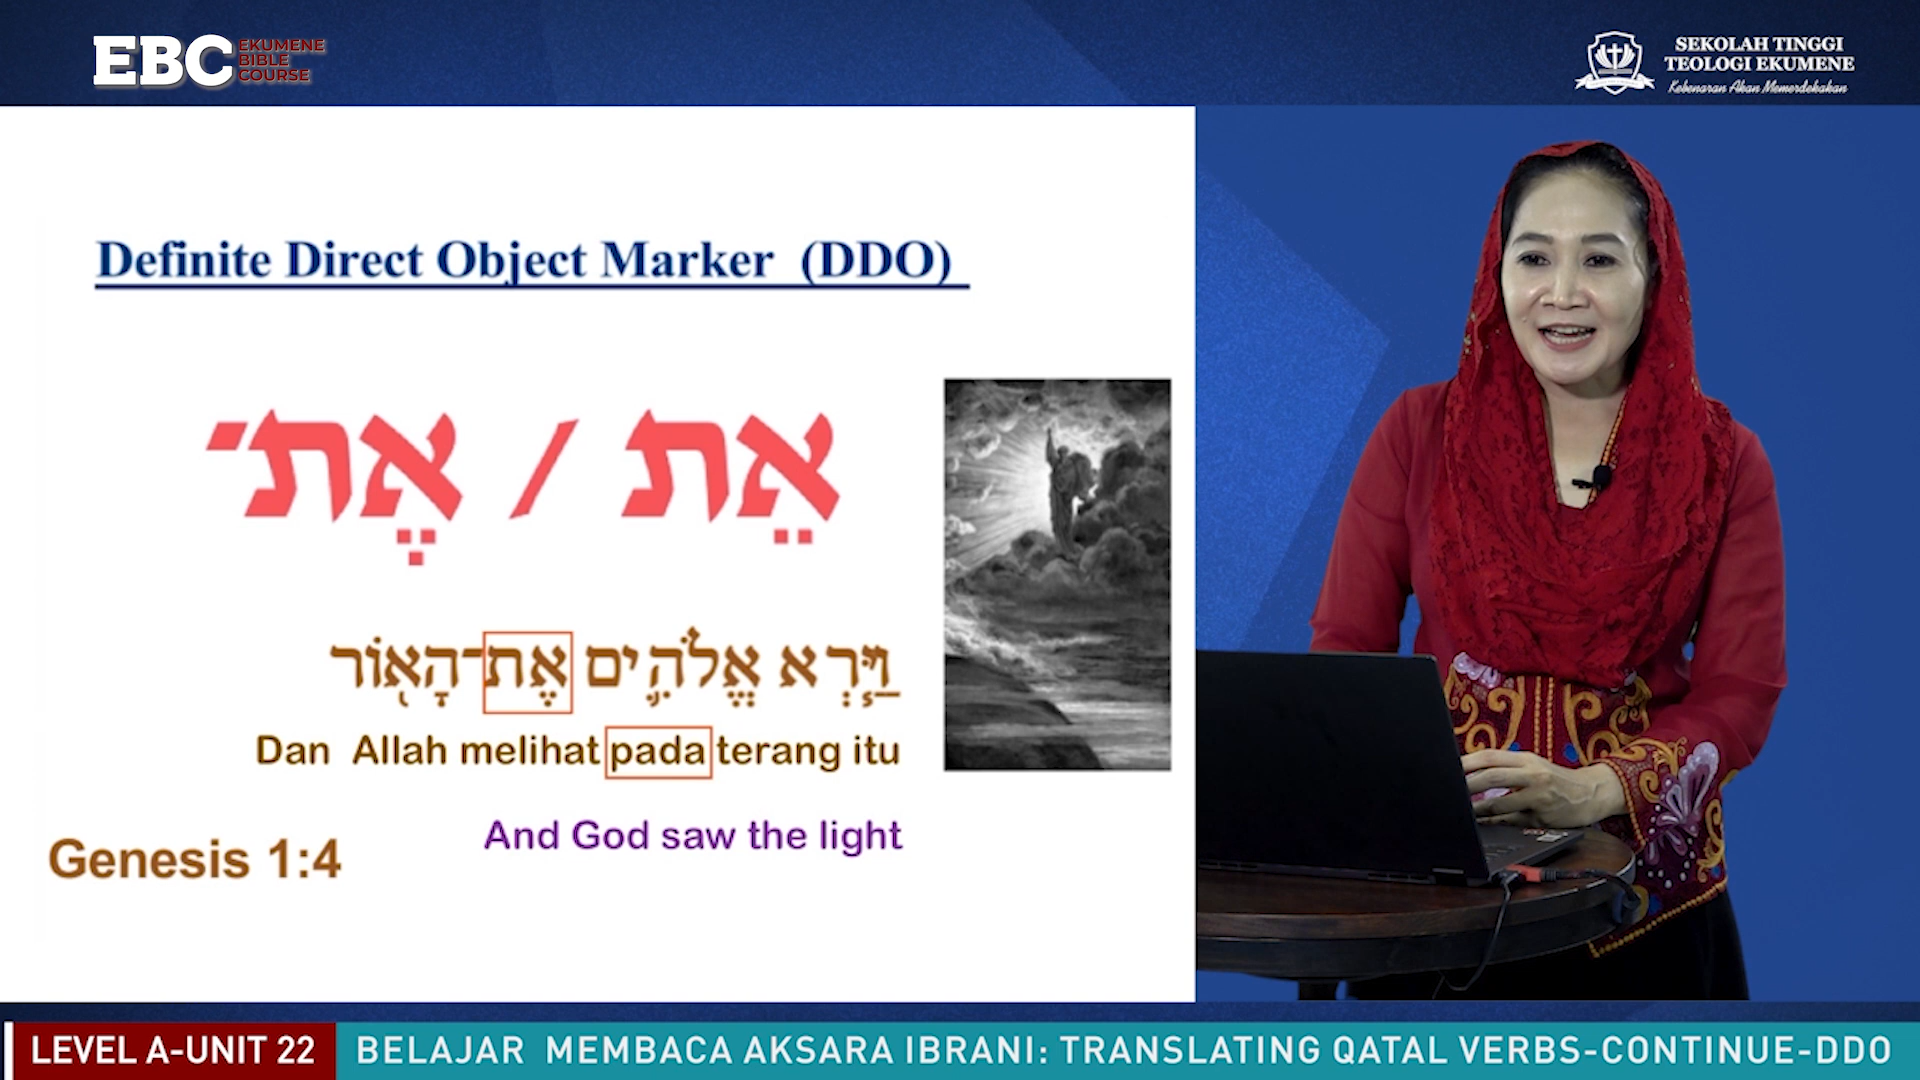 EBC EKUMENE
BIBLE
COURSE
SEKOLAH TINGGI
TEOLOGI EKUMENE
Kebenaran Akan Memerdekakan
Definite Direct Object Marker (DDO)
אֵת / אֶת־
וַיַּ֧רְא אֱלֹהִ֛ים אֶת־הָא֖וֹר
Dan Allah melihat pada terang itu
And God saw the light
Genesis 1:4
LEVEL A-UNIT 22
BELAJAR MEMBACA AKSARA IBRANI: TRANSLATING QATAL VERBS-CONTINUE-DDO